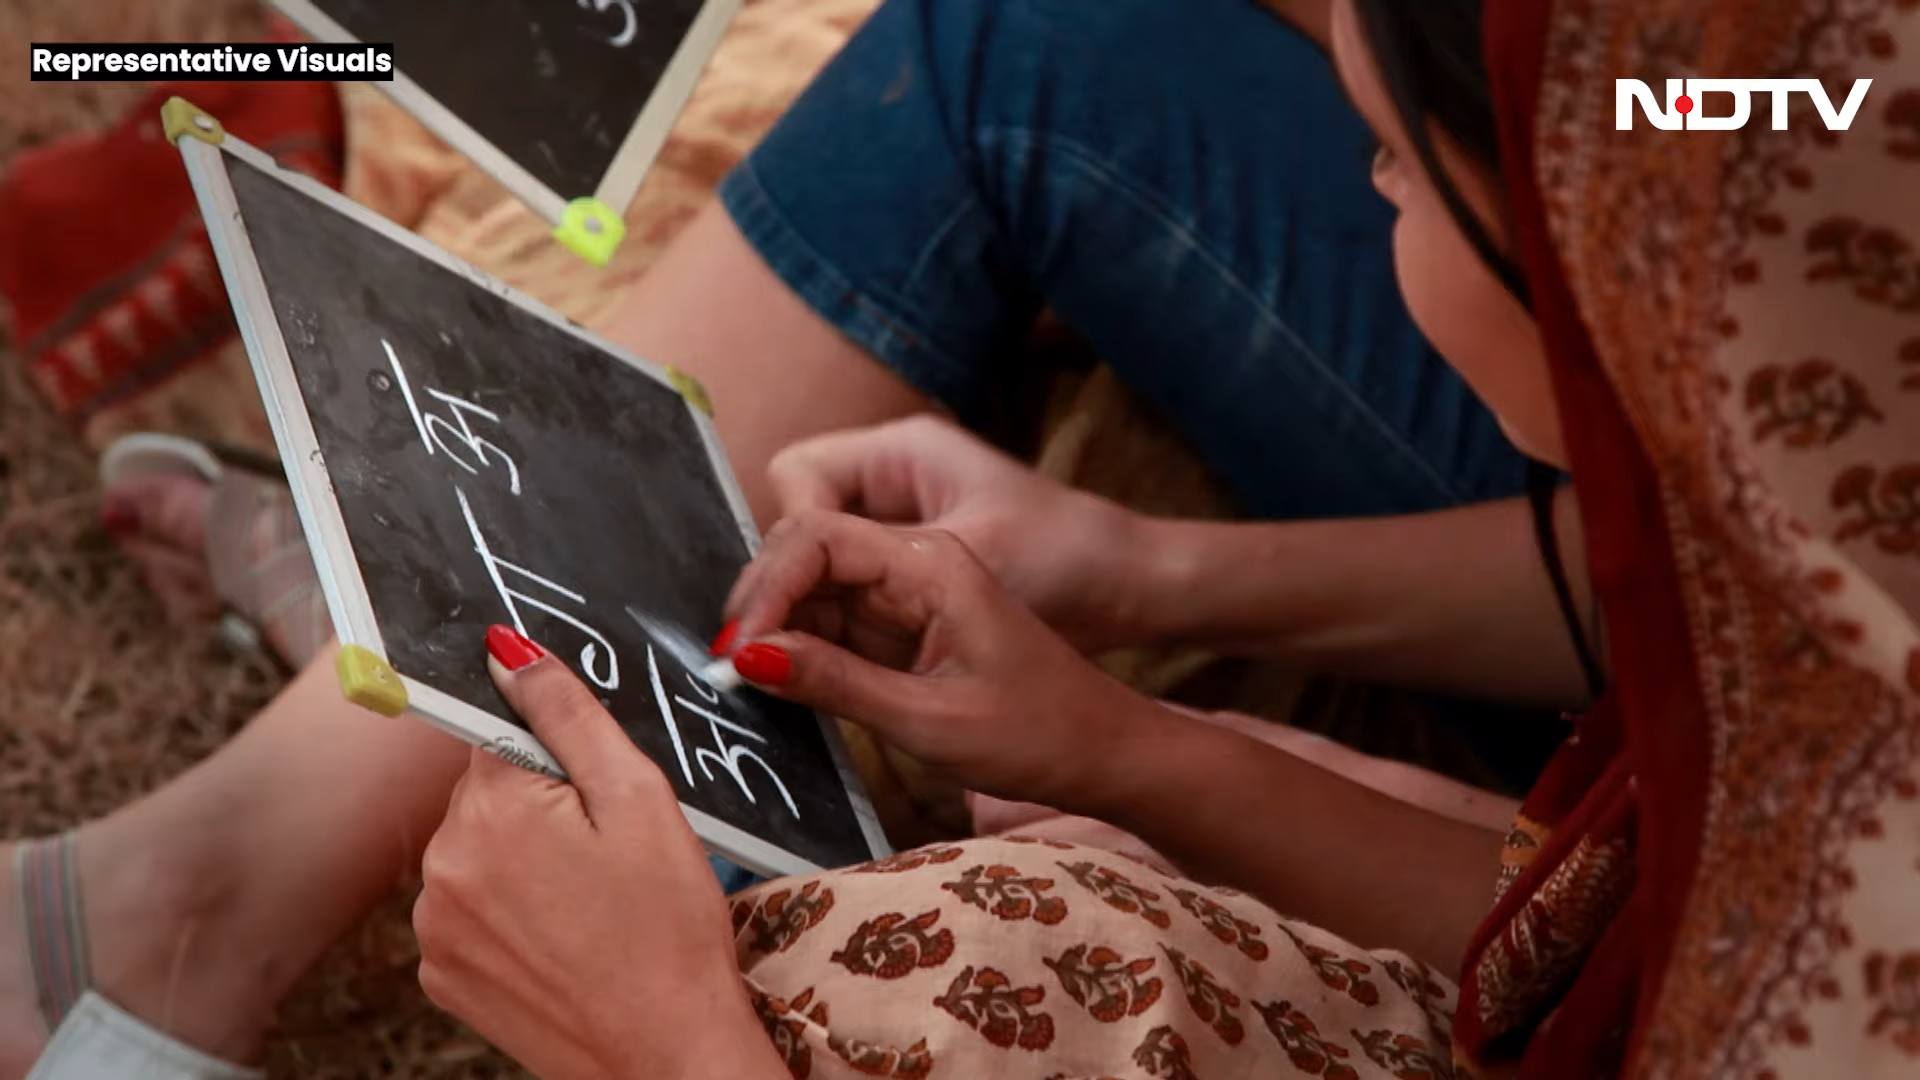 Representative Visuals
NDTV
गा अ
अ